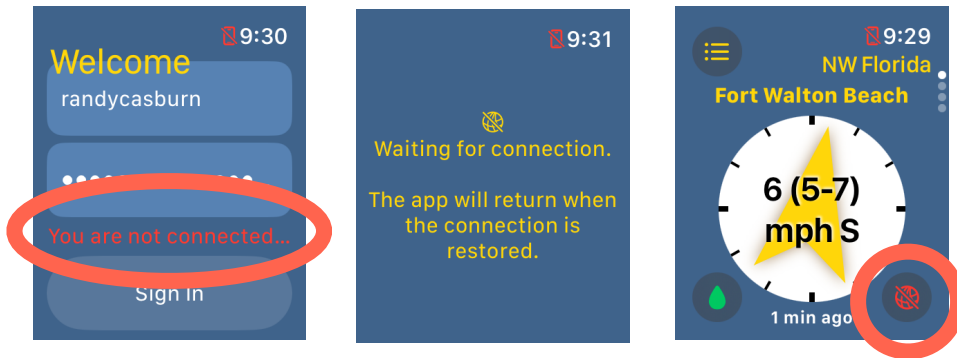 9:30
Welcome
randycasburn
You are not connected...
Sign In
9:31
Waiting for connection.
The app will return when
the connection is
restored.
9:29
NW Florida
Fort Walton Beach
6 (5-7)
mph S
1 min ago